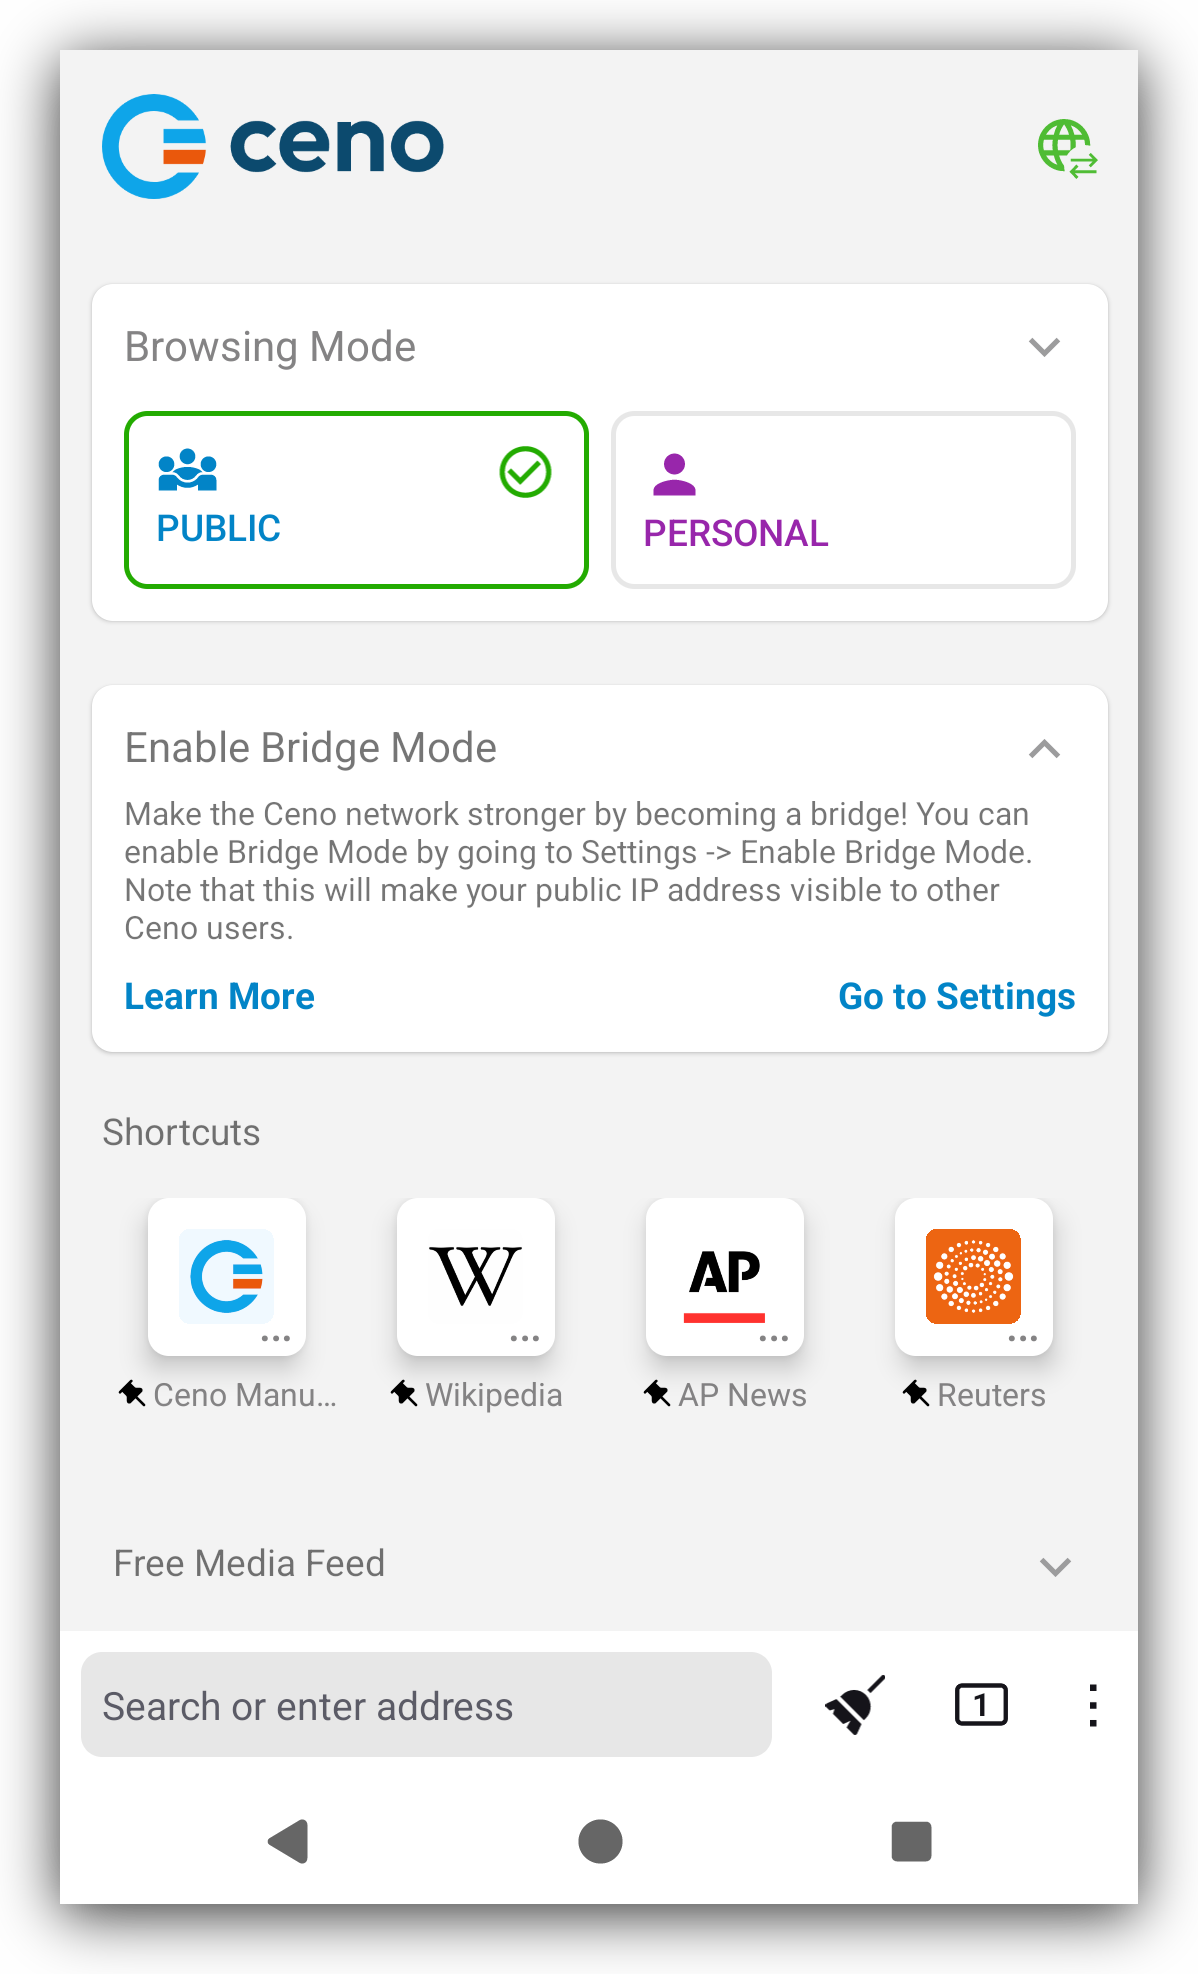 ceno
Browsing Mode
PUBLIC
PERSONAL
Enable Bridge Mode
Make the Ceno network stronger by becoming a bridge! You can
enable Bridge Mode by going to Settings -> Enable Bridge Mode.
Note that this will make your public IP address visible to other
Ceno users.
Learn More
Go to Settings
Shortcuts
W
AP
Ceno Manu...
Wikipedia
AP News
Reuters
Free Media Feed
Search or enter address
1